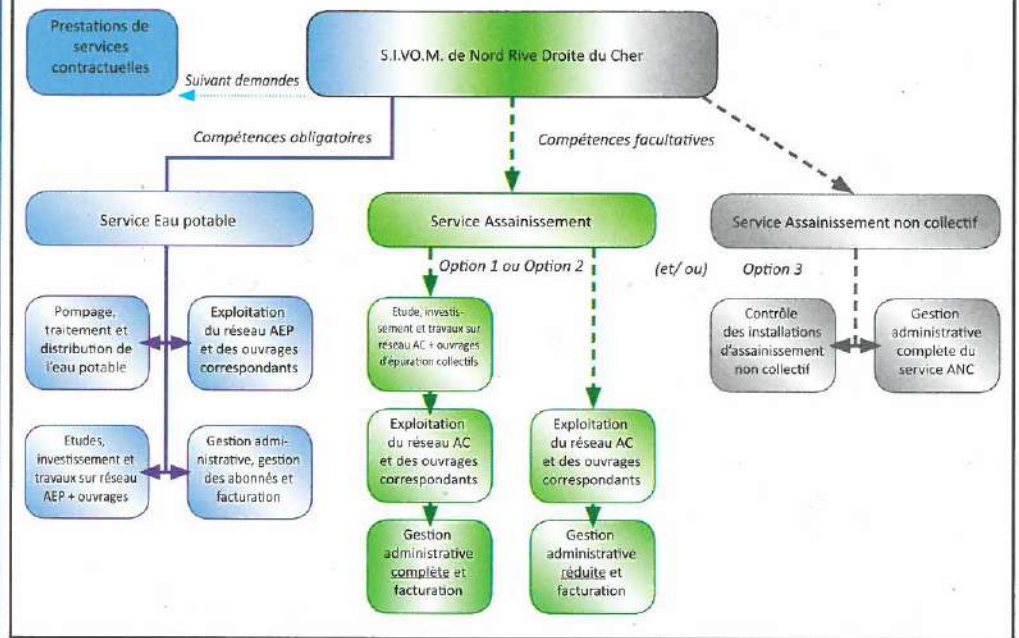 Prestations de
services
contractuelles
S.I.VO.M. de Nord Rive Droite du Cher
Suivant demandes
Compétences obligatoires
Compétences facultatives
Service Eau potable
Service Assainissement
Service Assainissement non collectif
Option 1 ou Option 2
(et/ ou)
Option 3
Pompage,
traitement et
distribution de
l'eau potable
Exploitation
du réseau AEP
et des ouvrages
correspondants
Etudes,
investissement et
travaux sur réseau
AEP + ouvrages
Gestion admi-
nistrative, gestion
des abonnés et
facturation
Etude, investis-
sement et travaux sur
réseau AC + ouvrages
d'épuration collectifs
Exploitation
du réseau AC
et des ouvrages
correspondants
Gestion
administrative
complète et
facturation
Exploitation
du réseau AC
et des ouvrages
correspondants
Gestion
administrative
réduite et
facturation
Contrôle
des installations
d'assainissement
non collectif
Gestion
administrative
complète du
service ANC